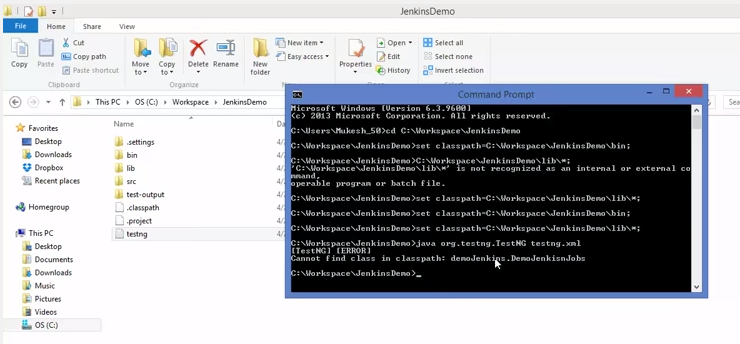 JenkinsDemo
File
Home
Share
View
Copy
Paste
Cut
Copy path
Paste shortcut
Clipboard
Move to
Copy to
Delete
Rename
Organize
New folder
New item
Easy access
New
Properties
Open
Edit
History
Open
Select all
Select none
Invert selection
Select
This PC
OS (C:)
Workspace
JenkinsDemo
Sea
Favorites
Desktop
Downloads
Dropbox
Recent places
Homegroup
This PC
Desktop
Documents
Downloads
Music
Pictures
Videos
OS (C:)
Name
.settings
bin
lib
src
test-output
.classpath
.project
testng
Command Prompt
Microsoft Windows [Version 6.3.9600]
(c) 2013 Microsoft Corporation. All rights reserved.
C:\Users\Mukesh_50>cd C:\Workspace\JenkinsDemo
C:\Workspace\JenkinsDemo>set classpath=C:\Workspace\JenkinsDemo\bin;
C:\Workspace\JenkinsDemo>C:\Workspace\JenkinsDemo\lib\*;
'C:\Workspace\JenkinsDemo\lib\*' is not recognized as an internal or external co
mmand,
operable program or batch file.
C:\Workspace\JenkinsDemo>set classpath=C:\Workspace\JenkinsDemo\lib\*;
C:\Workspace\JenkinsDemo>set classpath=C:\Workspace\JenkinsDemo\bin;
C:\Workspace\JenkinsDemo>set classpath=C:\Workspace\JenkinsDemo\lib\*;
C:\Workspace\JenkinsDemo>java org.testng.TestNG testng.xml
[TestNG] [ERROR]
Cannot find class in classpath: demoJenkins.DemoJenkisnJobs
C:\Workspace\JenkinsDemo>_